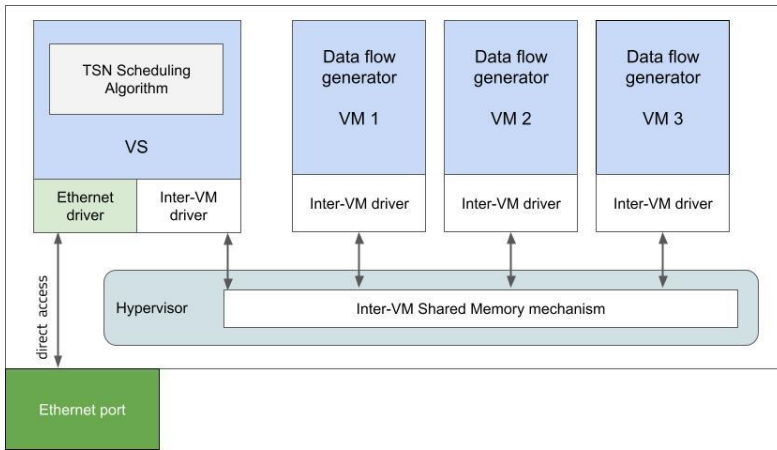 TSN Scheduling
Algorithm
VS
Ethernet
driver
Inter-VM
driver
Data flow
generator
VM 1
Inter-VM driver
Data flow
generator
VM 2
Inter-VM driver
Data flow
generator
VM 3
Inter-VM driver
direct access
Hypervisor
Inter-VM Shared Memory mechanism
Ethernet port